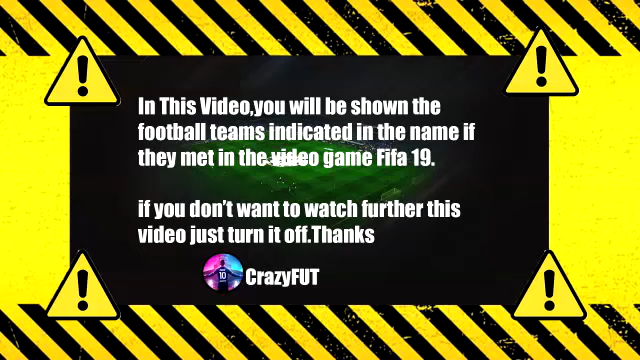 In This Video,you will be shown the
football teams indicated in the name if
they met in the video game Fifa 19.
if you don't want to watch further this
video just turn it off.Thanks
10
CrazyFUT